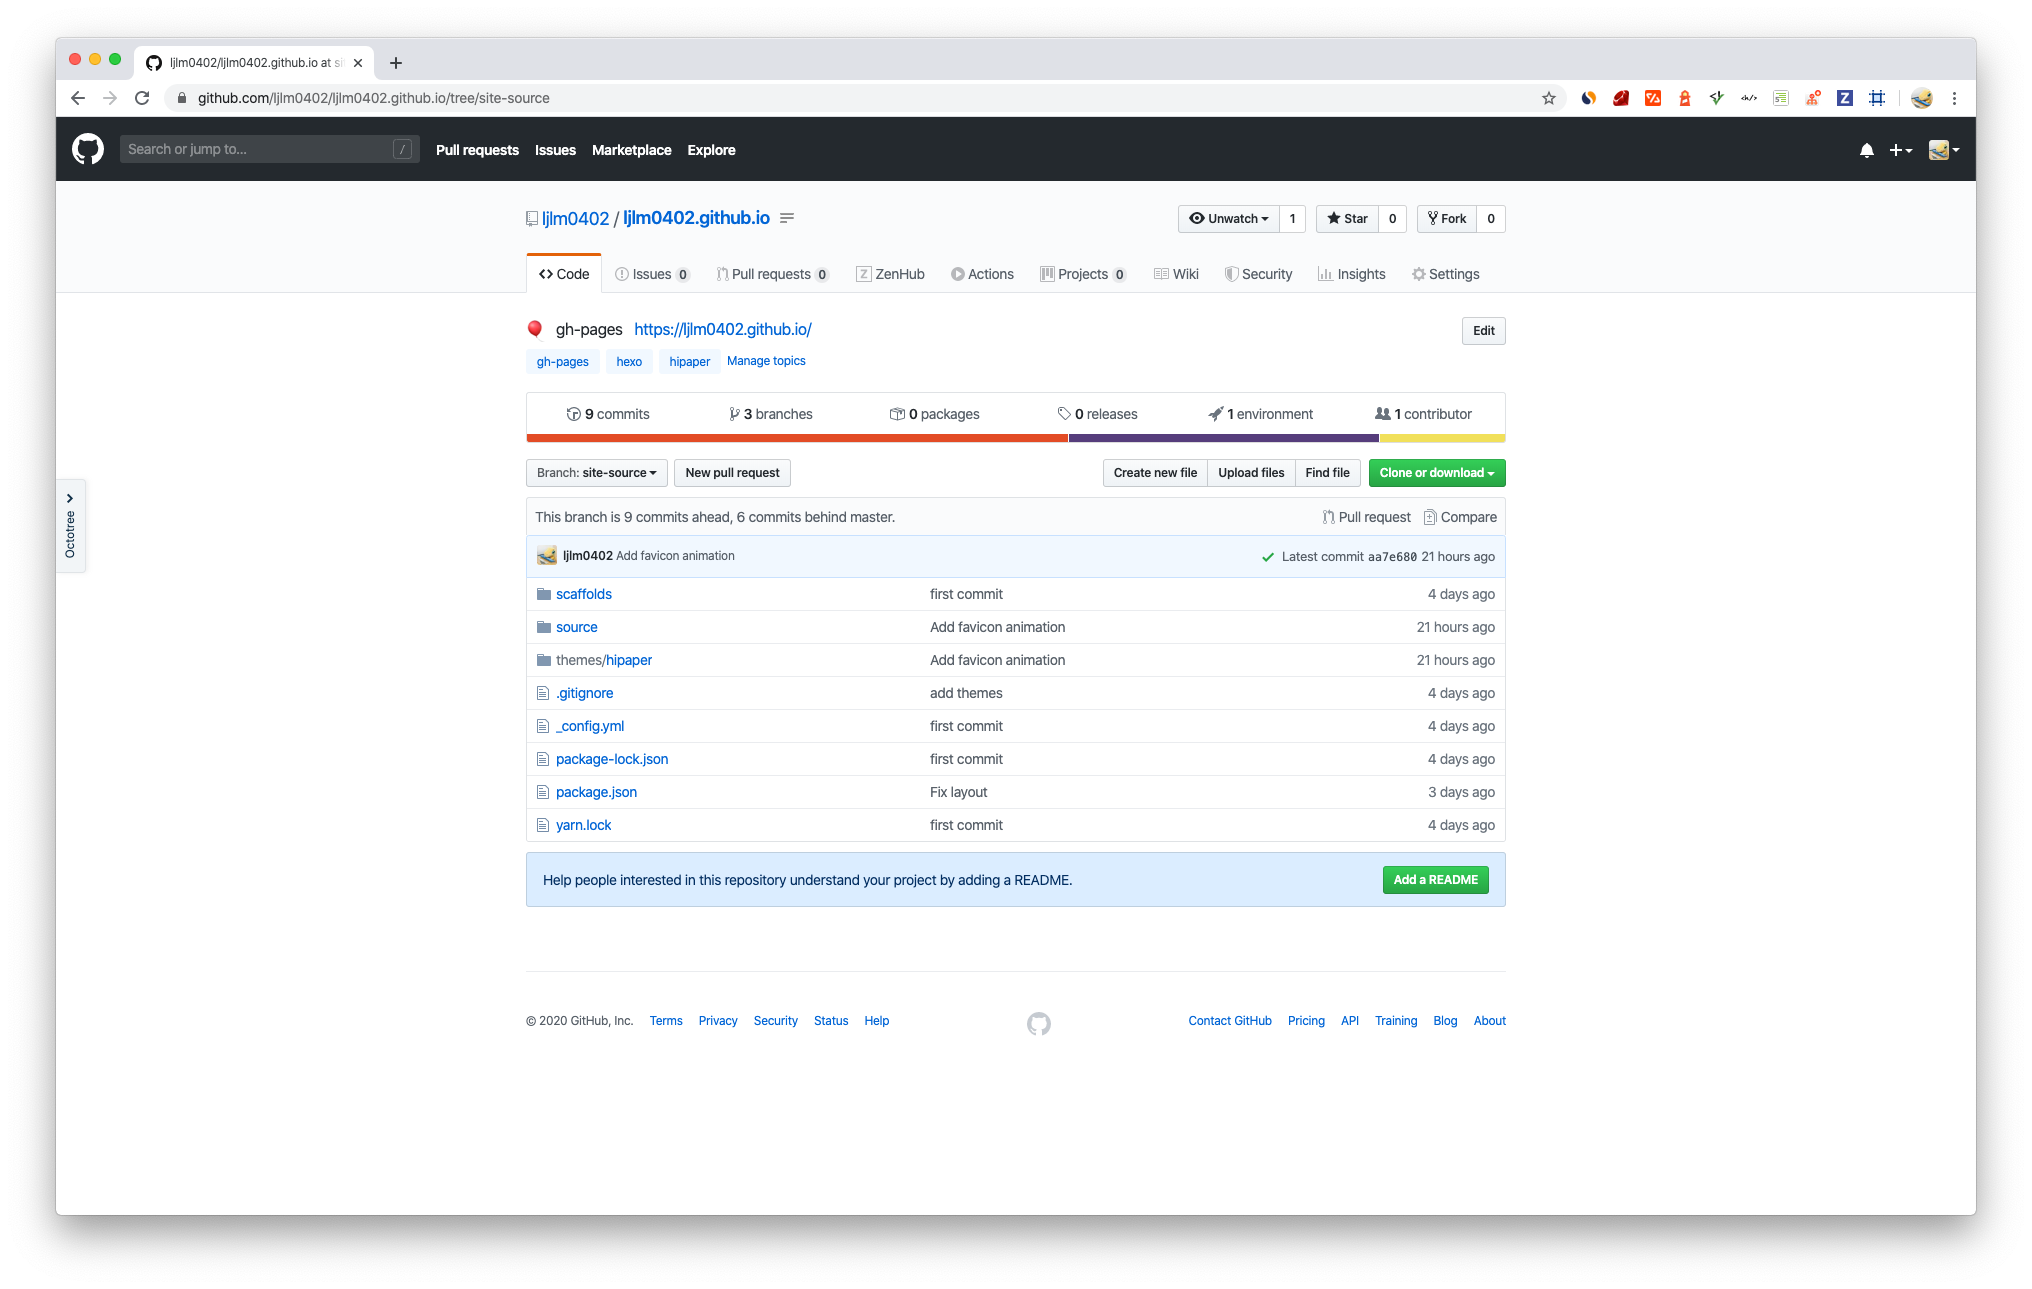 ljlm0402/ljlm0402.github.io at si
github.com/ljlm0402/ljlm0402.github.io/tree/site-source
Search or jump to... / Pull requests Issues Marketplace Explore
ljlm0402 / ljlm0402.github.io Unwatch 1 Star 0 Fork 0
Code Issues 0 Pull requests 0 ZenHub Actions Projects 0 Wiki Security Insights Settings
gh-pages https://ljlm0402.github.io/ Edit
gh-pages hexo hipaper Manage topics
9 commits 3 branches 0 packages 0 releases 1 environment 1 contributor
Branch: site-source New pull request Create new file Upload files Find file Clone or download
Octotree
This branch is 9 commits ahead, 6 commits behind master. Pull request Compare
ljlm0402 Add favicon animation Latest commit aa7e680 21 hours ago
scaffolds first commit 4 days ago
source Add favicon animation 21 hours ago
themes/hipaper Add favicon animation 21 hours ago
.gitignore add themes 4 days ago
_config.yml first commit 4 days ago
package-lock.json first commit 4 days ago
package.json Fix layout 3 days ago
yarn.lock first commit 4 days ago
Help people interested in this repository understand your project by adding a README. Add a README
© 2020 GitHub, Inc. Terms Privacy Security Status Help Contact GitHub Pricing API Training Blog About